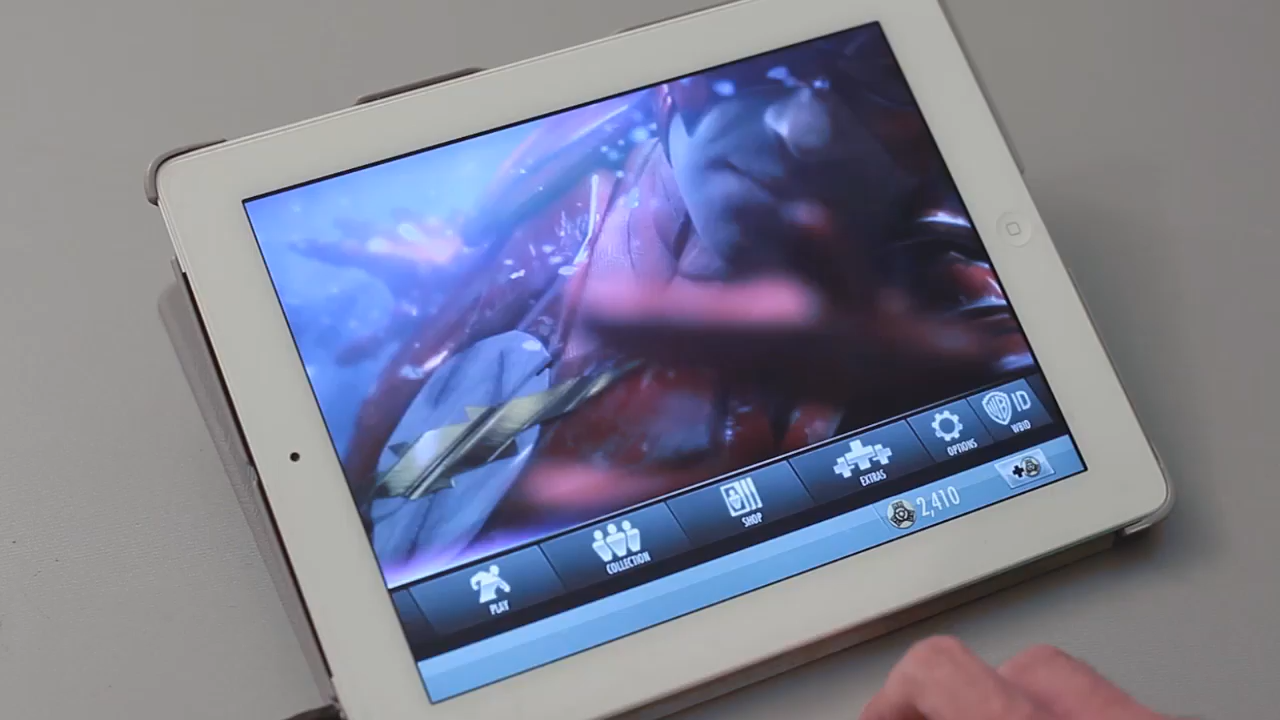 PLAY
COLLECTION
SHOP
EXTRAS
OPTIONS
WB ID
WBID
2,410